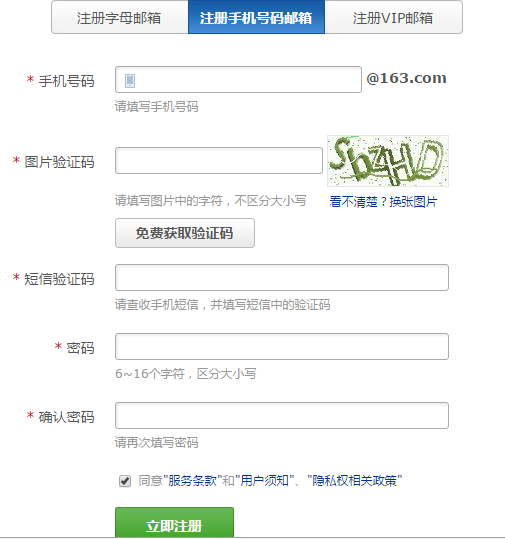 注册字母邮箱 注册手机号码邮箱 注册VIP邮箱
* 手机号码 @163.com
请填写手机号码
* 图片验证码
请填写图片中的字符，不区分大小写 看不清楚？换张图片
免费获取验证码
* 短信验证码
请查收手机短信，并填写短信中的验证码
* 密码
6~16个字符，区分大小写
* 确认密码
请再次填写密码
同意"服务条款"和"用户须知"、"隐私权相关政策"
立即注册